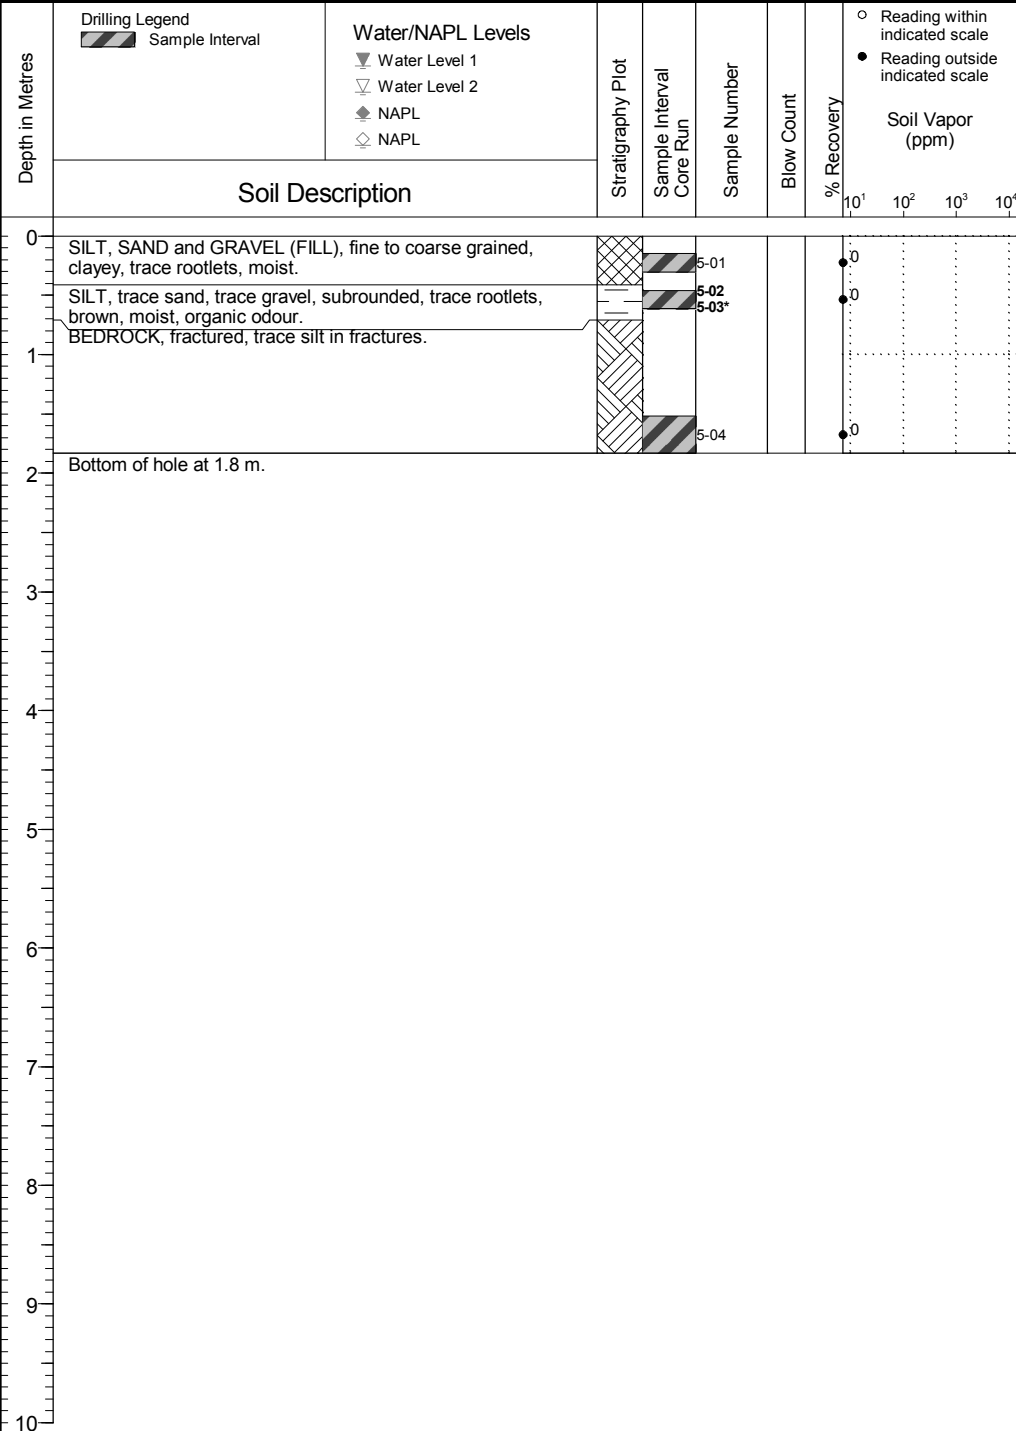 Drilling Legend
Sample Interval
Water/NAPL Levels
Water Level 1
Water Level 2
NAPL
NAPL
Depth in Metres
Soil Description
Stratigraphy Plot
Sample Interval
Core Run
Sample Number
Blow Count
% Recovery
Reading within
indicated scale
Reading outside
indicated scale
Soil Vapor
(ppm)
10¹ 10² 10³ 10⁴
0
SILT, SAND and GRAVEL (FILL), fine to coarse grained,
clayey, trace rootlets, moist.
5-01
0
SILT, trace sand, trace gravel, subrounded, trace rootlets,
brown, moist, organic odour.
5-02
5-03*
0
BEDROCK, fractured, trace silt in fractures.
1
5-04
0
Bottom of hole at 1.8 m.
2
3
4
5
6
7
8
9
10